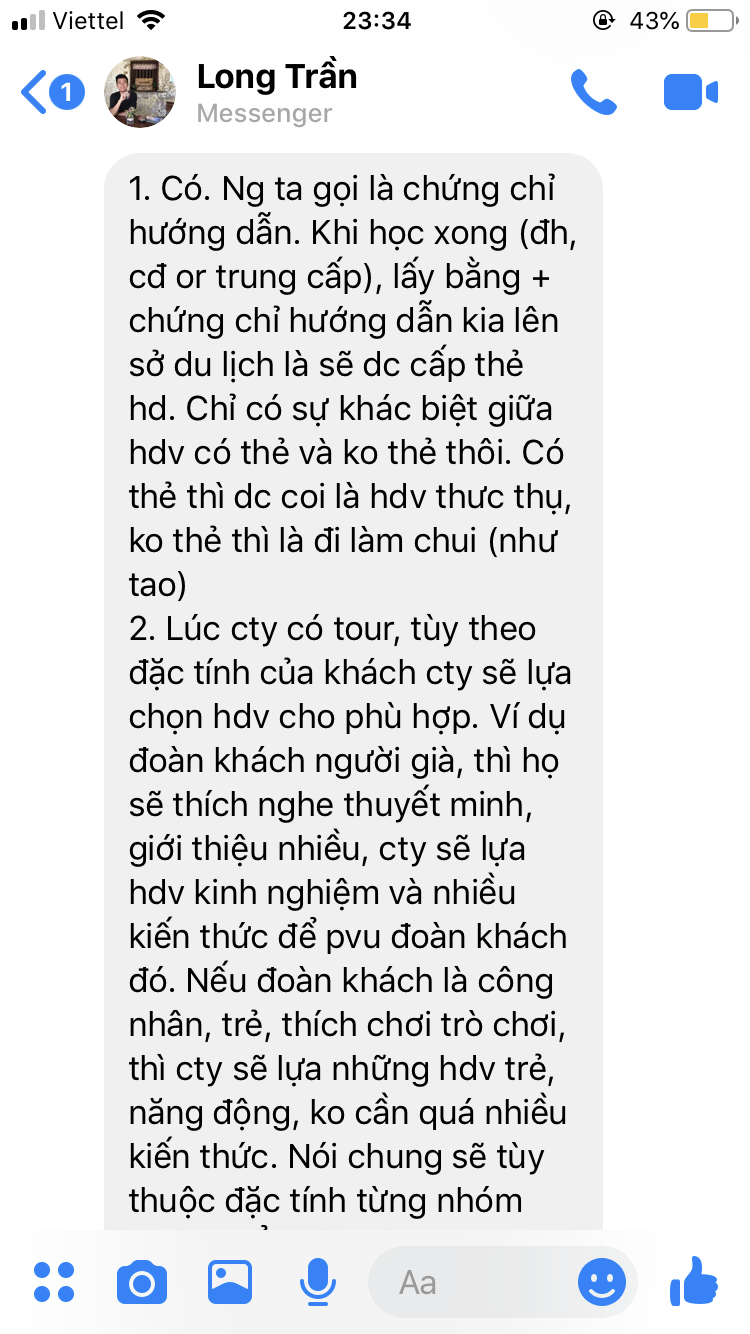 Viettel 23:34 43%
1 Long Trần
Messenger
1. Có. Ng ta gọi là chứng chỉ
hướng dẫn. Khi học xong (đh,
cđ or trung cấp), lấy bằng +
chứng chỉ hướng dẫn kia lên
sở du lịch là sẽ dc cấp thẻ
hd. Chỉ có sự khác biệt giữa
hdv có thẻ và ko thẻ thôi. Có
thẻ thì dc coi là hdv thưc thụ,
ko thẻ thì là đi làm chui (như
tao)
2. Lúc cty có tour, tùy theo
đặc tính của khách cty sẽ lựa
chọn hdv cho phù hợp. Ví dụ
đoàn khách người già, thì họ
sẽ thích nghe thuyết minh,
giới thiệu nhiều, cty sẽ lựa
hdv kinh nghiệm và nhiều
kiến thức để pvu đoàn khách
đó. Nếu đoàn khách là công
nhân, trẻ, thích chơi trò chơi,
thì cty sẽ lựa những hdv trẻ,
năng động, ko cần quá nhiều
kiến thức. Nói chung sẽ tùy
thuộc đặc tính từng nhóm
Aa